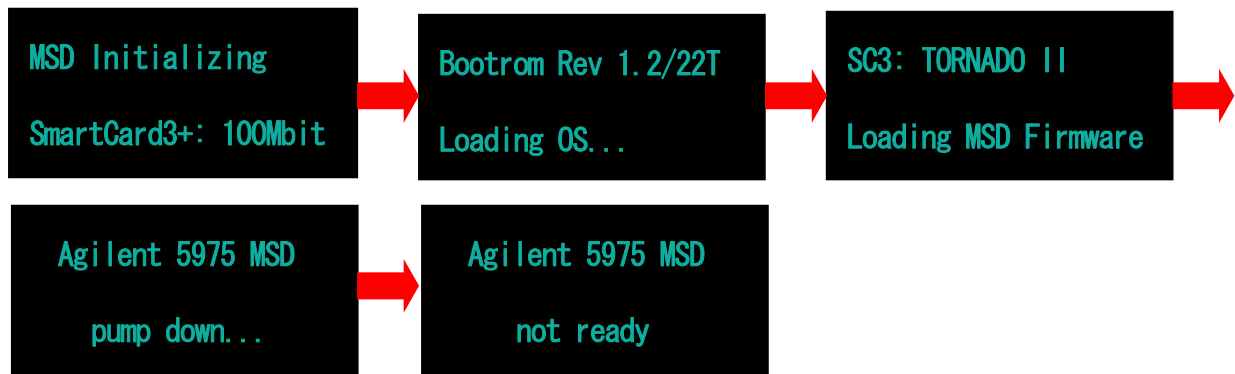 MSD Initializing
SmartCard3+: 100Mbit
Bootrom Rev 1.2/22T
Loading OS...
SC3: TORNADO II
Loading MSD Firmware
Agilent 5975 MSD
pump down...
Agilent 5975 MSD
not ready